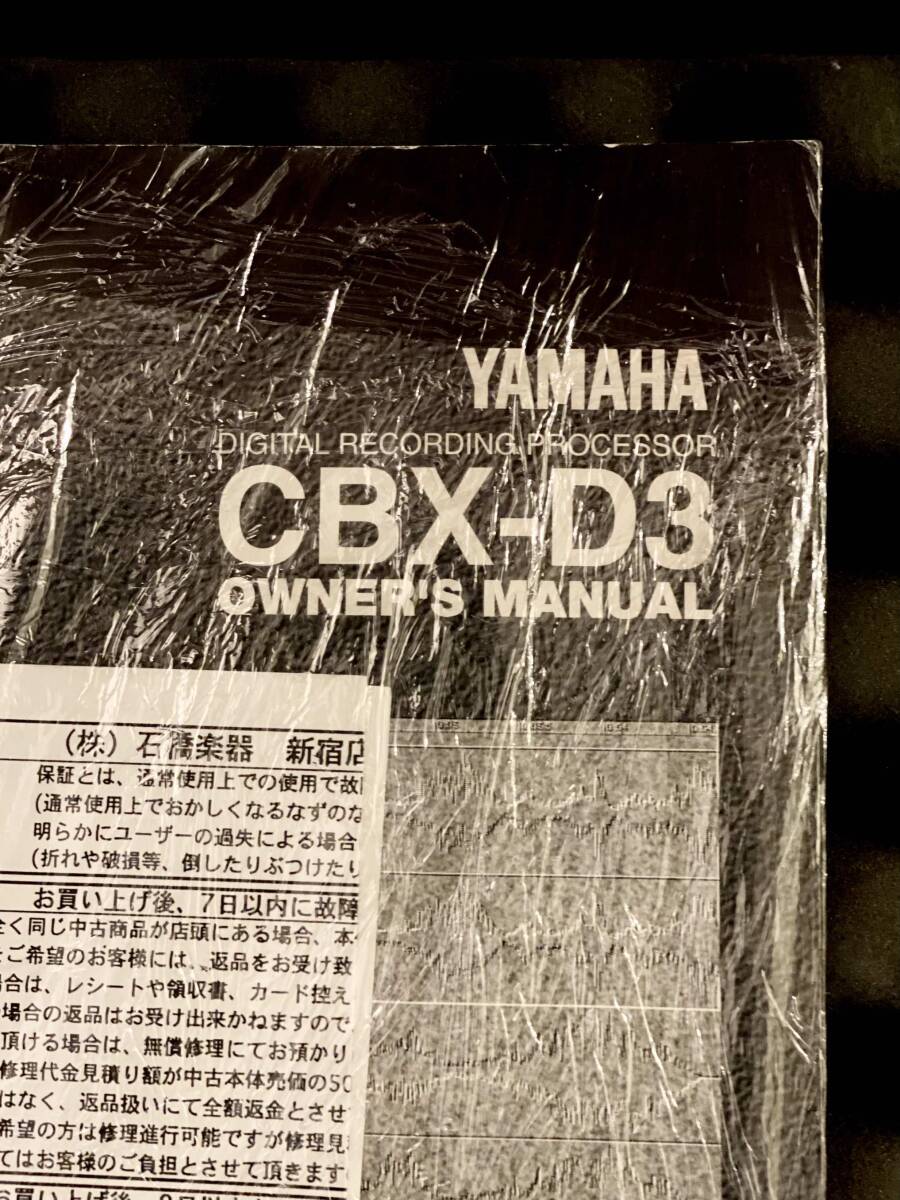 YAMAHA
DIGITAL RECORDING PROCESSOR
CBX-D3
OWNER'S MANUAL
(株) 石橋楽器 新宿店
保証とは、通常使用上での使用で故
(通常使用上でおかしくなるなずのな
明らかにユーザーの過失による場合
(折れや破損等、倒したりぶつけたり
お買い上げ後、7日以内に故障
全く同じ中古商品が店頭にある場合、本
ご希望のお客様には、返品をお受け致
場合は、レシートや領収書、カード控え
場合の返品はお受け出来かねますので
頂ける場合は、無償修理にてお預かり
修理代金見積り額が中古本体売価の50
はなく、返品扱いにて全額返金とさせ
希望の方は修理進行可能ですが修理見
てはお客様のご負担とさせて頂きます